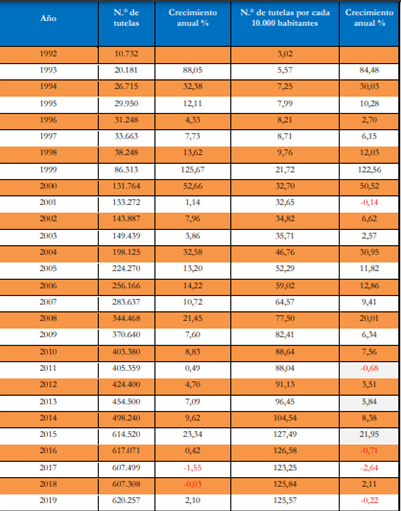 Año N.º de tutelas Crecimiento anual % N.º de tutelas por cada 10.000 habitantes Crecimiento anual %
1992 10.732 3,02
1993 20.181 88,05 5,57 84,48
1994 26.715 32,38 7,25 30,03
1995 29.950 12,11 7,99 10,28
1996 31.248 4,33 8,21 2,70
1997 33.663 7,73 8,71 6,15
1998 38.248 13,62 9,76 12,03
1999 86.313 125,67 21,72 122,56
2000 131.764 52,66 32,70 50,52
2001 133.272 1,14 32,65 -0,14
2002 143.887 7,96 34,82 6,62
2003 149.439 3,86 35,71 2,57
2004 198.125 32,58 46,76 30,95
2005 224.270 13,20 52,29 11,82
2006 256.166 14,22 59,02 12,86
2007 283.637 10,72 64,57 9,41
2008 344.468 21,45 77,50 20,01
2009 370.640 7,60 82,41 6,34
2010 403.380 8,83 88,64 7,56
2011 405.359 0,49 88,04 -0,68
2012 424.400 4,70 91,13 3,51
2013 454.500 7,09 96,45 5,84
2014 498.240 9,62 104,54 8,38
2015 614.520 23,34 127,49 21,95
2016 617.071 0,42 126,58 -0,71
2017 607.499 -1,55 123,25 -2,64
2018 607.308 -0,03 125,84 2,11
2019 620.257 2,10 125,57 -0,22